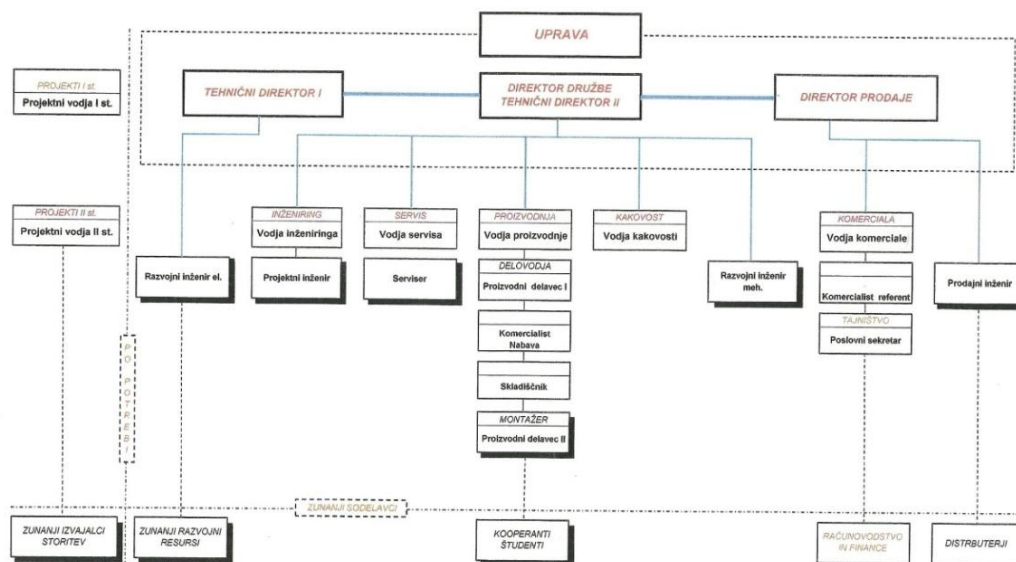 UPRAVA
PROJEKTI I st.
Projektni vodja I st.
TEHNIČNI DIREKTOR I
DIREKTOR DRUŽBE
TEHNIČNI DIREKTOR II
DIREKTOR PRODAJE
PROJEKTI II st.
Projektni vodja II st.
INŽENIRING
Vodja inženiringa
SERVIS
Vodja servisa
PROIZVODNJA
Vodja proizvodnje
KAKOVOST
Vodja kakovosti
KOMERCIALA
Vodja komerciale
Razvojni inženir el.
Projektni inženir
Serviser
DELOVODJA
Proizvodni delavec I
Razvojni inženir
meh.
Komercialist referent
Prodajni inženir
TAJNIŠTVO
Poslovni sekretar
Komercialist
Nabava
Skladiščnik
MONTAŽER
Proizvodni delavec II
PO POTREBI
ZUNANJI SODELAVCI
ZUNANJI IZVAJALCI
STORITEV
ZUNANJI RAZVOJNI
RESURSI
KOOPERANTI
ŠTUDENTI
RAČUNOVODSTVO
IN FINANCE
DISTRBUTERJI